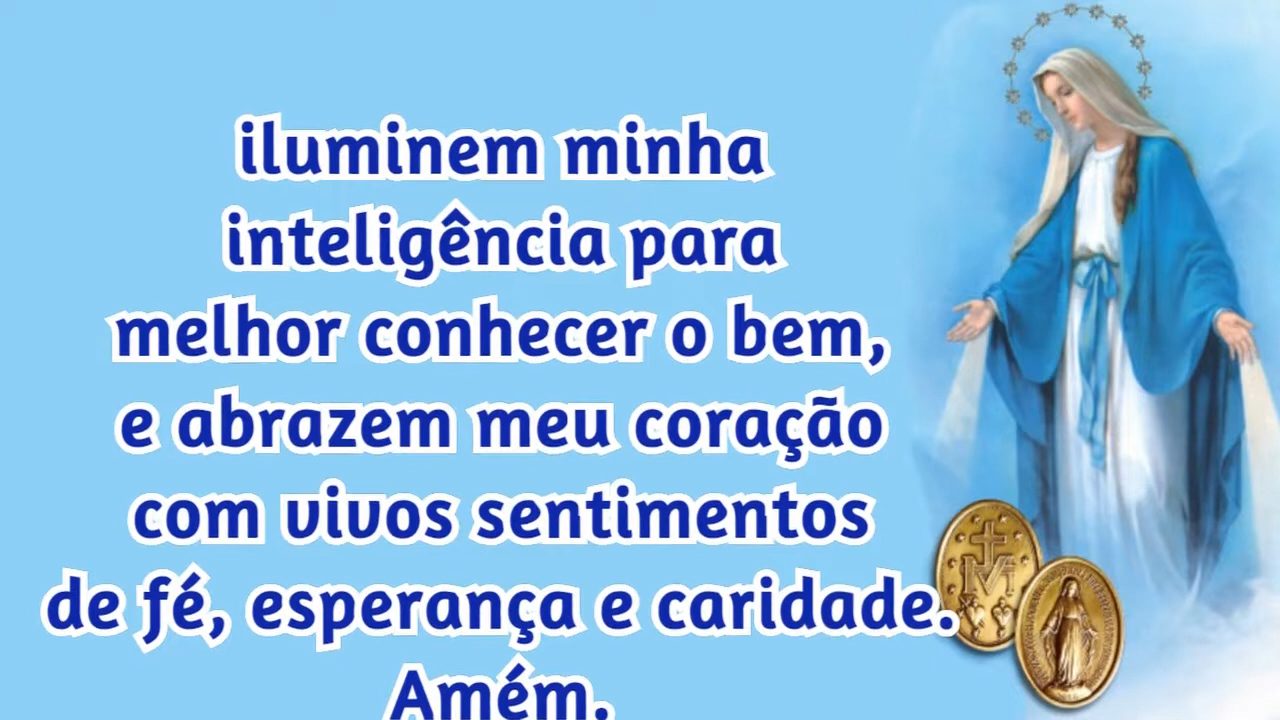 iluminem minha
inteligência para
melhor conhecer o bem,
e abrazem meu coração
com vivos sentimentos
de fé, esperança e caridade.
Amém.